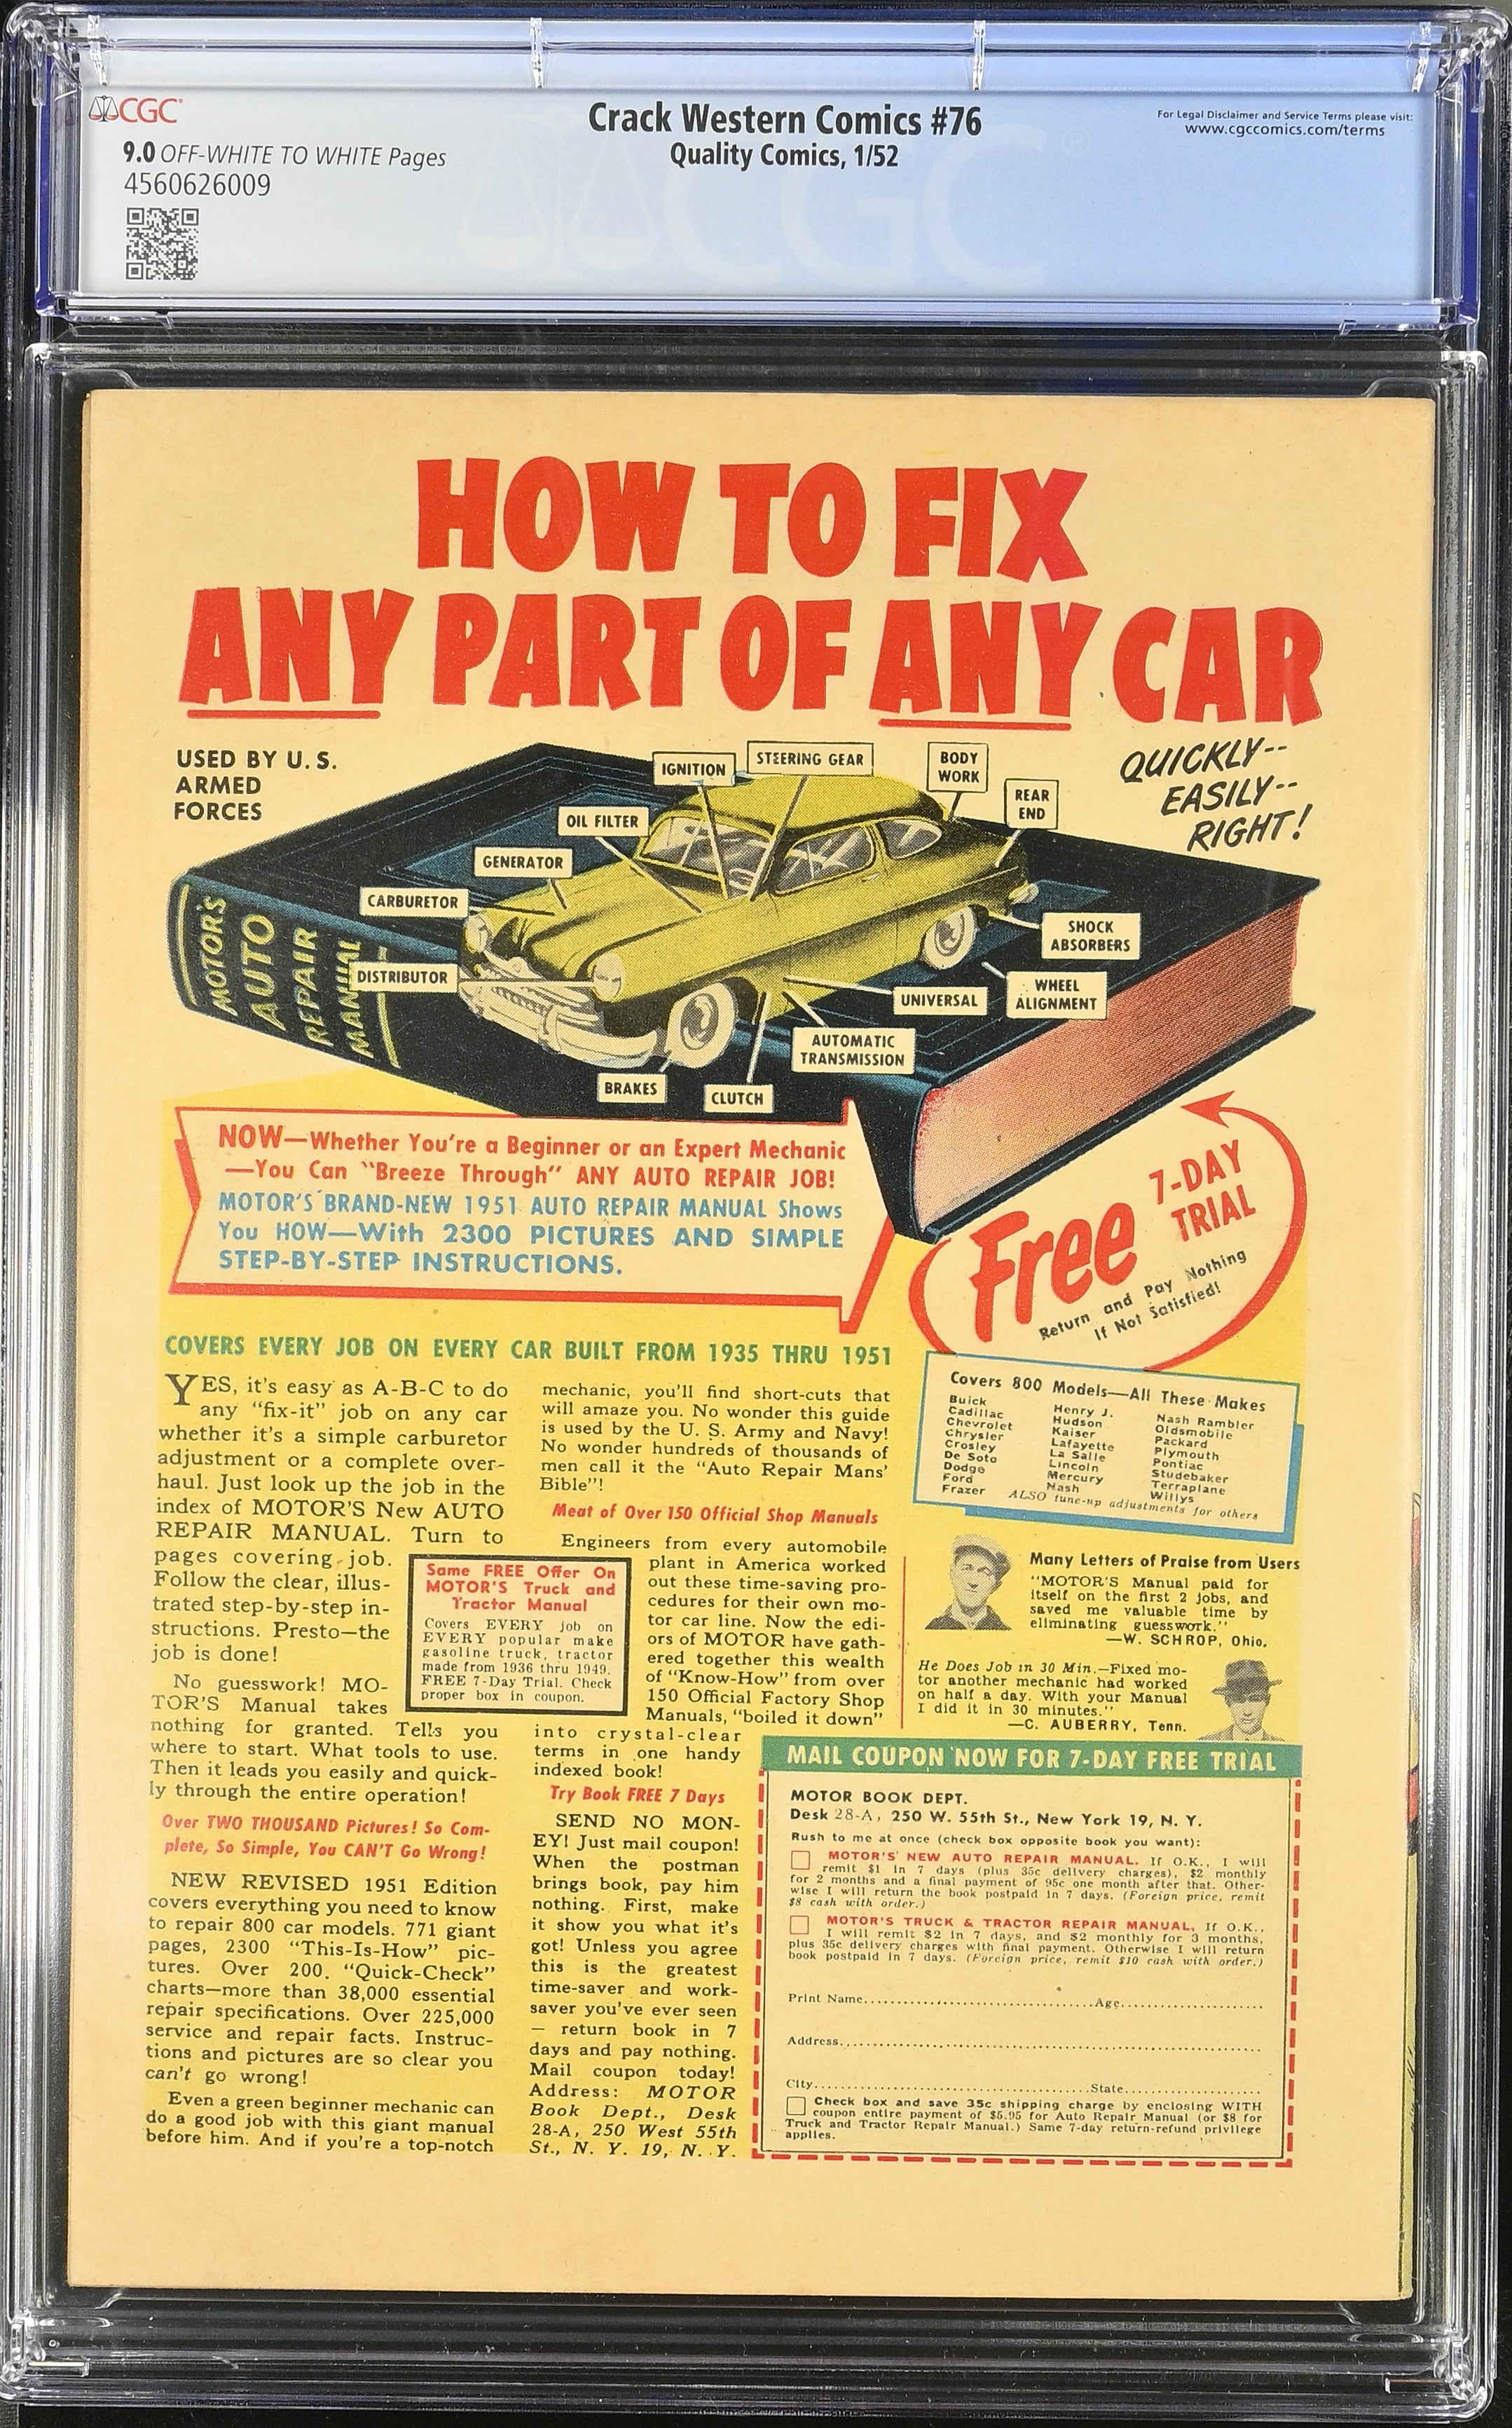 CGC
9.0 OFF-WHITE TO WHITE Pages
4560626009
Crack Western Comics #76
Quality Comics, 1/52
For Legal Disclaimer and Service Terms please visit:
www.cgccomics.com/terms
CGC
HOW TO FIX
ANY PART OF ANY CAR
USED BY U. S.
ARMED
FORCES
QUICKLY--
EASILY--
RIGHT!
IGNITION
STEERING GEAR
BODY
WORK
REAR
END
OIL FILTER
GENERATOR
CARBURETOR
DISTRIBUTOR
SHOCK
ABSORBERS
WHEEL
ALIGNMENT
UNIVERSAL
AUTOMATIC
TRANSMISSION
BRAKES
CLUTCH
MOTOR'S
AUTO
REPAIR
MANUAL
NOW—Whether You're a Beginner or an Expert Mechanic
—You Can "Breeze Through" ANY AUTO REPAIR JOB!
MOTOR'S BRAND-NEW 1951 AUTO REPAIR MANUAL Shows
You HOW—With 2300 PICTURES AND SIMPLE
STEP-BY-STEP INSTRUCTIONS.
Free 7-DAY
TRIAL
Return and Pay Nothing
If Not Satisfied!
COVERS EVERY JOB ON EVERY CAR BUILT FROM 1935 THRU 1951
YES, it's easy as A-B-C to do
any "fix-it" job on any car
whether it's a simple carburetor
adjustment or a complete over-
haul. Just look up the job in the
index of MOTOR'S New AUTO
REPAIR MANUAL. Turn to
pages covering job.
Follow the clear, illus-
trated step-by-step in-
structions. Presto—the
job is done!
No guesswork! MO-
TOR'S Manual takes
nothing for granted. Tells you
where to start. What tools to use.
Then it leads you easily and quick-
ly through the entire operation!
Over TWO THOUSAND Pictures! So Com-
plete, So Simple, You CAN'T Go Wrong!
NEW REVISED 1951 Edition
covers everything you need to know
to repair 800 car models. 771 giant
pages, 2300 "This-Is-How" pic-
tures. Over 200. "Quick-Check"
charts—more than 38,000 essential
repair specifications. Over 225,000
service and repair facts. Instruc-
tions and pictures are so clear you
can't go wrong!
Even a green beginner mechanic can
do a good job with this giant manual
before him. And if you're a top-notch
Same FREE Offer On
MOTOR'S Truck and
Tractor Manual
Covers EVERY job on
EVERY popular make
gasoline truck, tractor
made from 1936 thru 1949.
FREE 7-Day Trial. Check
proper box in coupon.
mechanic, you'll find short-cuts that
will amaze you. No wonder this guide
is used by the U. S. Army and Navy!
No wonder hundreds of thousands of
men call it the "Auto Repair Mans'
Bible"!
Meat of Over 150 Official Shop Manuals
Engineers from every automobile
plant in America worked
out these time-saving pro-
cedures for their own mo-
tor car line. Now the edi-
ors of MOTOR have gath-
ered together this wealth
of "Know-How" from over
150 Official Factory Shop
Manuals, "boiled it down"
into crystal-clear
terms in one handy
indexed book!
Try Book FREE 7 Days
SEND NO MON-
EY! Just mail coupon!
When the postman
brings book, pay him
nothing. First, make
it show you what it's
got! Unless you agree
this is the greatest
time-saver and work-
saver you've ever seen
— return book in 7
days and pay nothing.
Mail coupon today!
Address: MOTOR
Book Dept., Desk
28-A, 250 West 55th
St., N. Y. 19, N. Y.
Covers 800 Models—All These Makes
Buick
Cadillac
Chevrolet
Chrysler
Crosley
De Soto
Dodge
Ford
Frazer
Henry J.
Hudson
Kaiser
Lafayette
La Salle
Lincoln
Mercury
Nash
Nash Rambler
Oldsmobile
Packard
Plymouth
Pontiac
Studebaker
Terraplane
Willys
ALSO tune-up adjustments for others
Many Letters of Praise from Users
"MOTOR'S Manual paid for
itself on the first 2 jobs, and
saved me valuable time by
eliminating guesswork."
—W. SCHROP, Ohio.
He Does Job in 30 Min.—Fixed mo-
tor another mechanic had worked
on half a day. With your Manual
I did it in 30 minutes."
—C. AUBERRY, Tenn.
MAIL COUPON NOW FOR 7-DAY FREE TRIAL
MOTOR BOOK DEPT.
Desk 28-A, 250 W. 55th St., New York 19, N. Y.
Rush to me at once (check box opposite book you want):
MOTOR'S NEW AUTO REPAIR MANUAL. If O.K., I will
remit $1 in 7 days (plus 35c delivery charges), $2 monthly
for 2 months and a final payment of 95c one month after that. Other-
wise I will return the book postpaid in 7 days. (Foreign price, remit
$8 cash with order.)
MOTOR'S TRUCK & TRACTOR REPAIR MANUAL. If O.K.,
I will remit $2 in 7 days, and $2 monthly for 3 months,
plus 35c delivery charges with final payment. Otherwise I will return
book postpaid in 7 days. (Foreign price, remit $10 cash with order.)
Print Name..............................Age....................
Address..............................
City..............................State....................
Check box and save 35c shipping charge by enclosing WITH
coupon entire payment of $5.95 for Auto Repair Manual (or $8 for
Truck and Tractor Repair Manual.) Same 7-day return-refund privilege
applies.